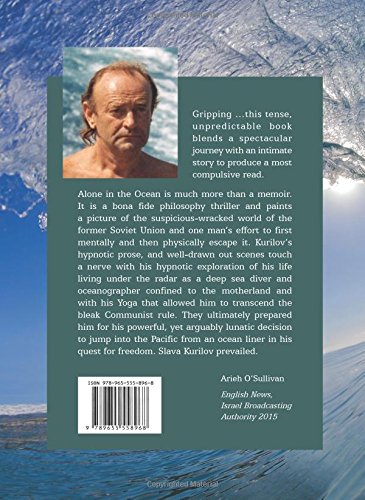 Gripping ...this tense,
unpredictable book
blends a spectacular
journey with an intimate
story to produce a most
compulsive read.
Alone in the Ocean is much more than a memoir.
It is a bona fide philosophy thriller and paints
a picture of the suspicious-wracked world of the
former Soviet Union and one man's effort to first
mentally and then physically escape it. Kurilov's
hypnotic prose, and well-drawn out scenes touch
a nerve with his hypnotic exploration of his life
living under the radar as a deep sea diver and
oceanographer confined to the motherland and
with his Yoga that allowed him to transcend the
bleak Communist rule. They ultimately prepared
him for his powerful, yet arguably lunatic decision
to jump into the Pacific from an ocean liner in his
quest for freedom. Slava Kurilov prevailed.
Arieh O'Sullivan
English News,
Israel Broadcasting
Authority 2015
ISBN 978-965-555-896-8
9 789655 558968
Copyrighted Material